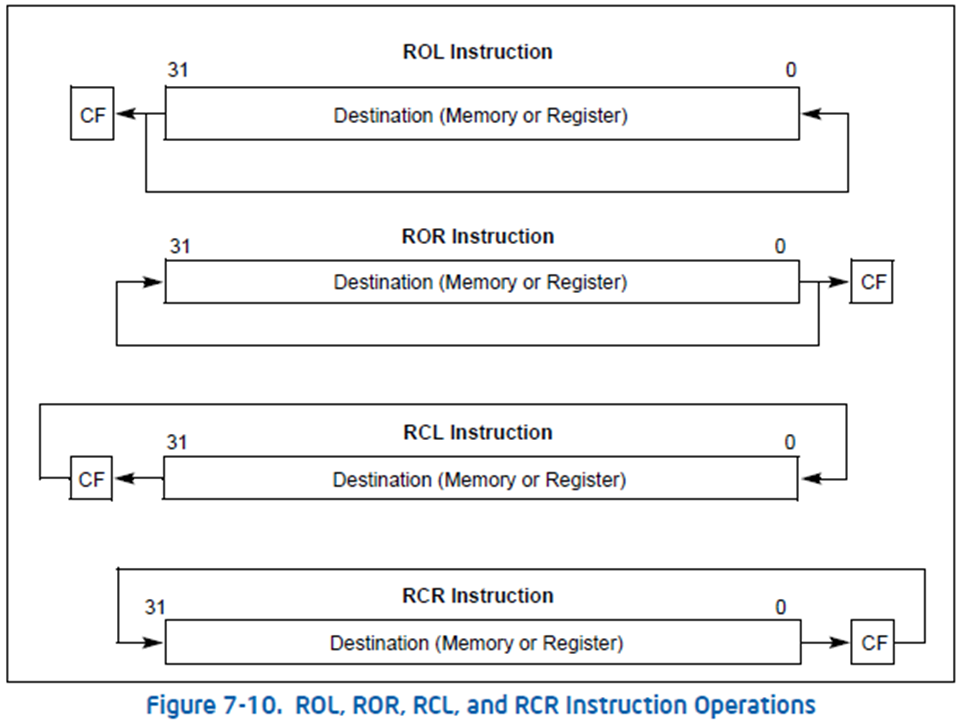 ROL Instruction
31 0
CF Destination (Memory or Register)
ROR Instruction
31 0
Destination (Memory or Register) CF
RCL Instruction
31 0
CF Destination (Memory or Register)
RCR Instruction
31 0
Destination (Memory or Register) CF
Figure 7-10. ROL, ROR, RCL, and RCR Instruction Operations